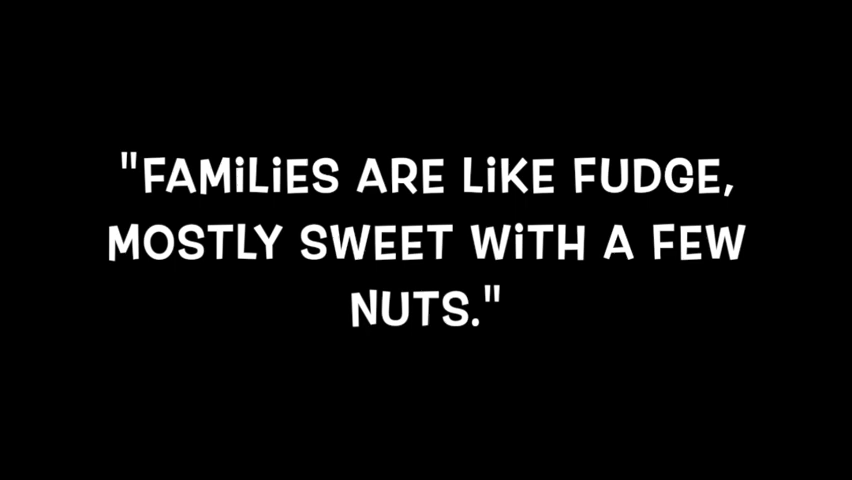 "FAMiLiES ARE LiKE FUDGE,
MOSTLY SWEET WiTH A FEW
NUTS."